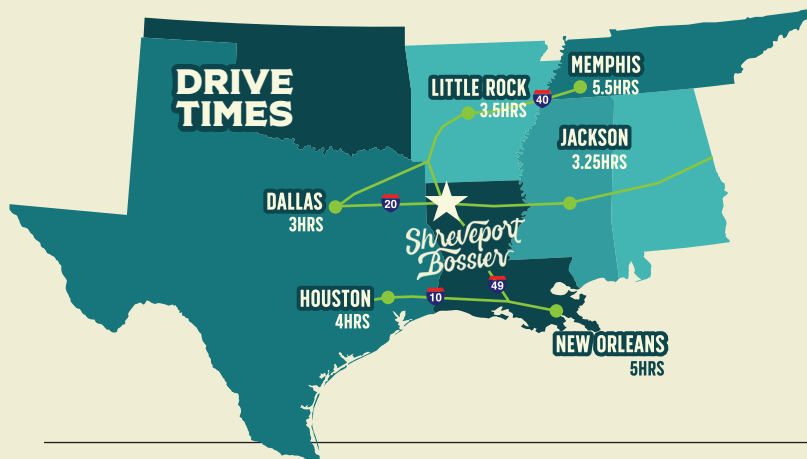 DRIVE
TIMES
MEMPHIS
5.5HRS
LITTLE ROCK
3.5HRS
40
JACKSON
3.25HRS
DALLAS
3HRS
20
Shreveport
Bossier
49
HOUSTON
4HRS
10
NEW ORLEANS
5HRS